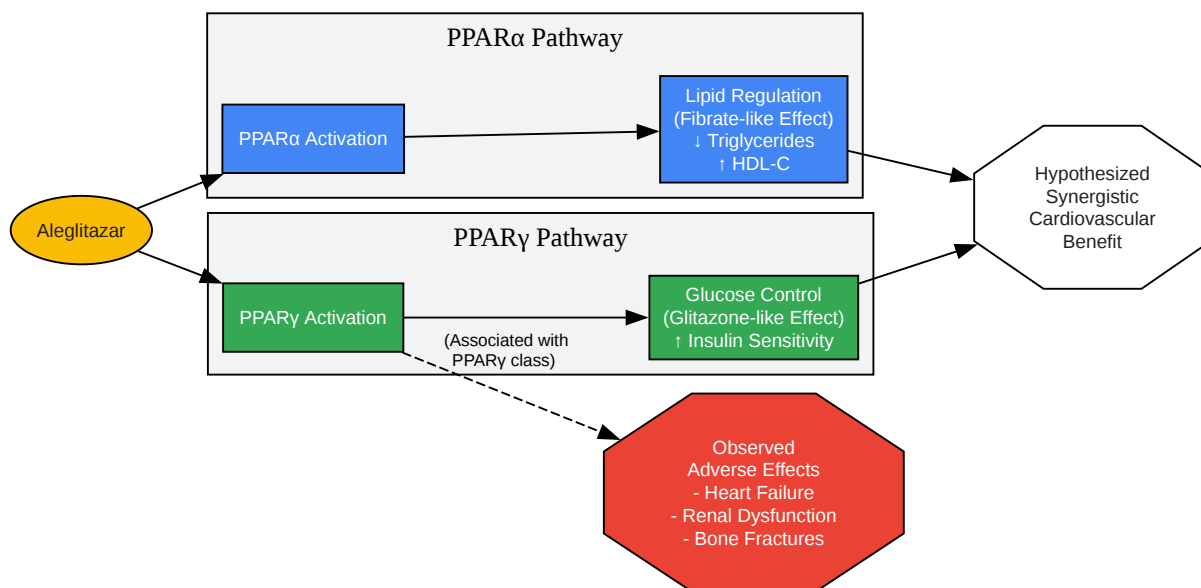 PPARα Pathway
PPARα Activation
Lipid Regulation
(Fibrate-like Effect)
↓ Triglycerides
↑ HDL-C
Hypothesized
Synergistic
Cardiovascular
Benefit
Aleglitazar
PPARγ Pathway
PPARγ Activation
(Associated with
PPARγ class)
Glucose Control
(Glitazone-like Effect)
↑ Insulin Sensitivity
Observed
Adverse Effects
- Heart Failure
- Renal Dysfunction
- Bone Fractures